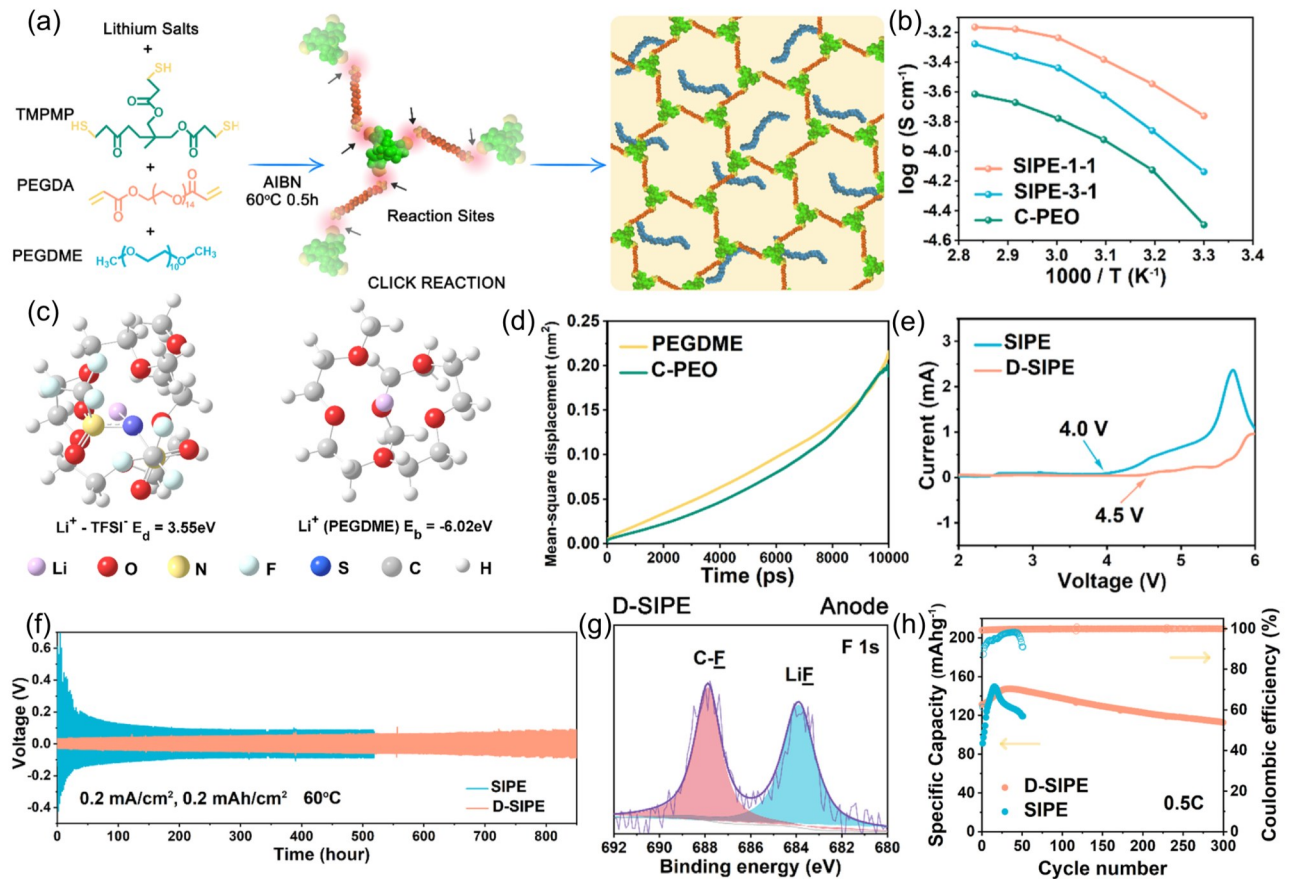 (a)
Lithium Salts
+
SH
O
O
TMPMP
HS
O
O
SH
O
O
+
PEGDA
O
O
O
14
O
+
PEGDME
H₃C
O
O
10
CH₃
AIBN
60°C 0.5h
Reaction Sites
CLICK REACTION
(b)
log σ (S cm⁻¹)
-3.2
-3.4
-3.6
-3.8
-4.0
-4.2
-4.4
-4.6
SIPE-1-1
SIPE-3-1
C-PEO
2.8 2.9 3.0 3.1 3.2 3.3 3.4
1000 / T (K⁻¹)
(c)
Li⁺ - TFSI⁻ E_d = 3.55eV
Li⁺ (PEGDME) E_b = -6.02eV
Li O N F S C H
(d)
Mean-square displacement (nm²)
0.25
0.20
0.15
0.10
0.05
0.00
PEGDME
C-PEO
0 2000 4000 6000 8000 10000
Time (ps)
(e)
Current (mA)
3
2
1
0
-1
SIPE
D-SIPE
4.0 V
4.5 V
2 3 4 5 6
Voltage (V)
(f)
Voltage (V)
0.6
0.4
0.2
0.0
-0.2
-0.4
0.2 mA/cm², 0.2 mAh/cm² 60°C
SIPE
D-SIPE
0 100 200 300 400 500 600 700 800
Time (hour)
D-SIPE Anode
(g)
F 1s
C-F
LiF
692 690 688 686 684 682 680
Binding energy (eV)
(h)
Specific Capacity (mAhg⁻¹)
200
160
120
80
40
0
D-SIPE
SIPE
0.5C
Coulombic efficiency (%)
100
80
60
40
20
0
0 50 100 150 200 250 300
Cycle number